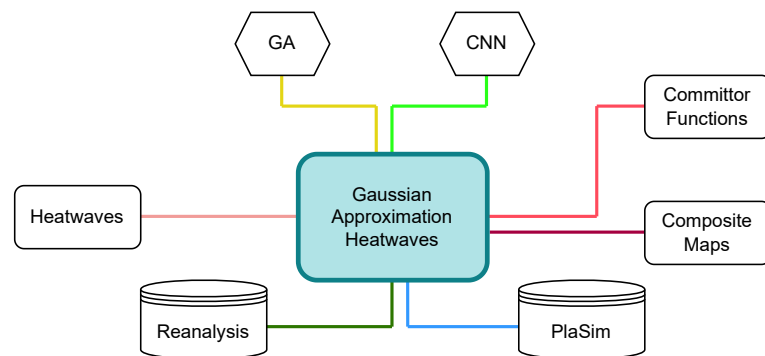 GA
CNN
Committor
Functions
Gaussian
Approximation
Heatwaves
Heatwaves
Composite
Maps
Reanalysis
PlaSim